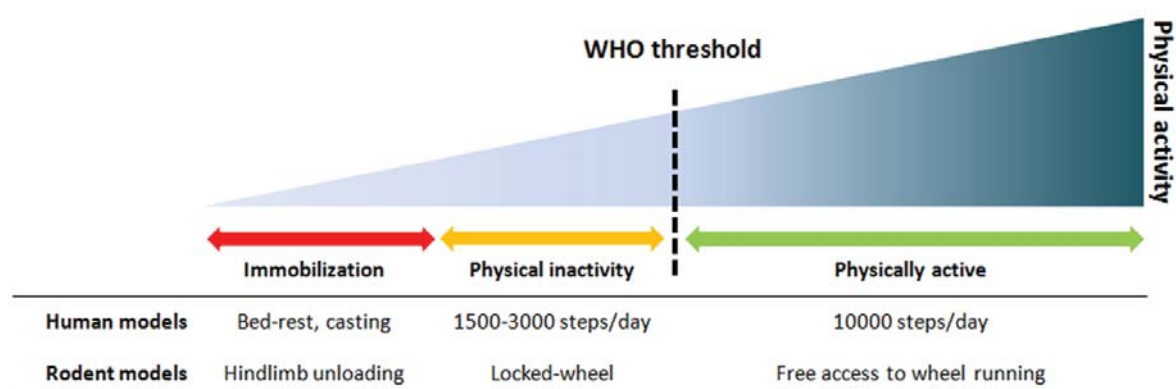 WHO threshold
Physical activity
Immobilization Physical inactivity Physically active
Human models Bed-rest, casting 1500-3000 steps/day 10000 steps/day
Rodent models Hindlimb unloading Locked-wheel Free access to wheel running